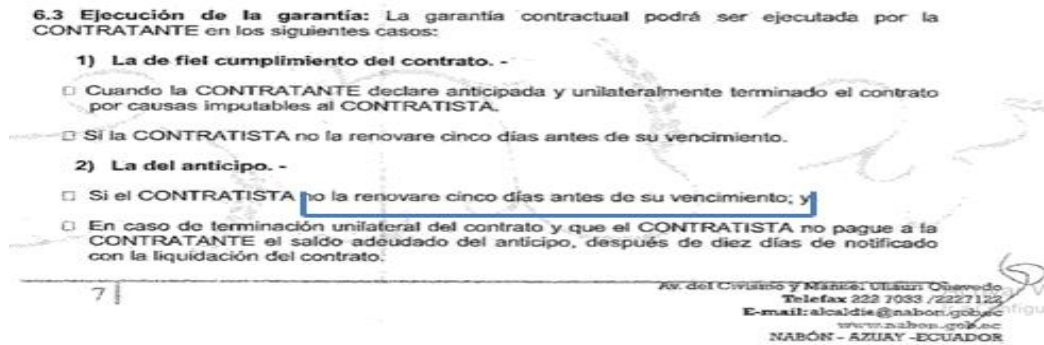 6.3 Ejecución de la garantía: La garantía contractual podrá ser ejecutada por la
CONTRATANTE en los siguientes casos:
1) La de fiel cumplimiento del contrato. -
□ Cuando la CONTRATANTE declare anticipada y unilateralmente terminado el contrato
por causas imputables al CONTRATISTA.
□ Si la CONTRATISTA no la renovare cinco días antes de su vencimiento.
2) La del anticipo. -
□ Si el CONTRATISTA no la renovare cinco días antes de su vencimiento; y
□ En caso de terminación unilateral del contrato y que el CONTRATISTA no pague a la
CONTRATANTE el saldo adeudado del anticipo, después de diez días de notificado
con la liquidación del contrato.
7
Av. del Civismo y Manuel Ullauri Quevedo
Telefax 222 7033 /2227122
E-mail: alcaldia@nabon.gob.ec
www.nabon.gob.ec
NABÓN - AZUAY -ECUADOR